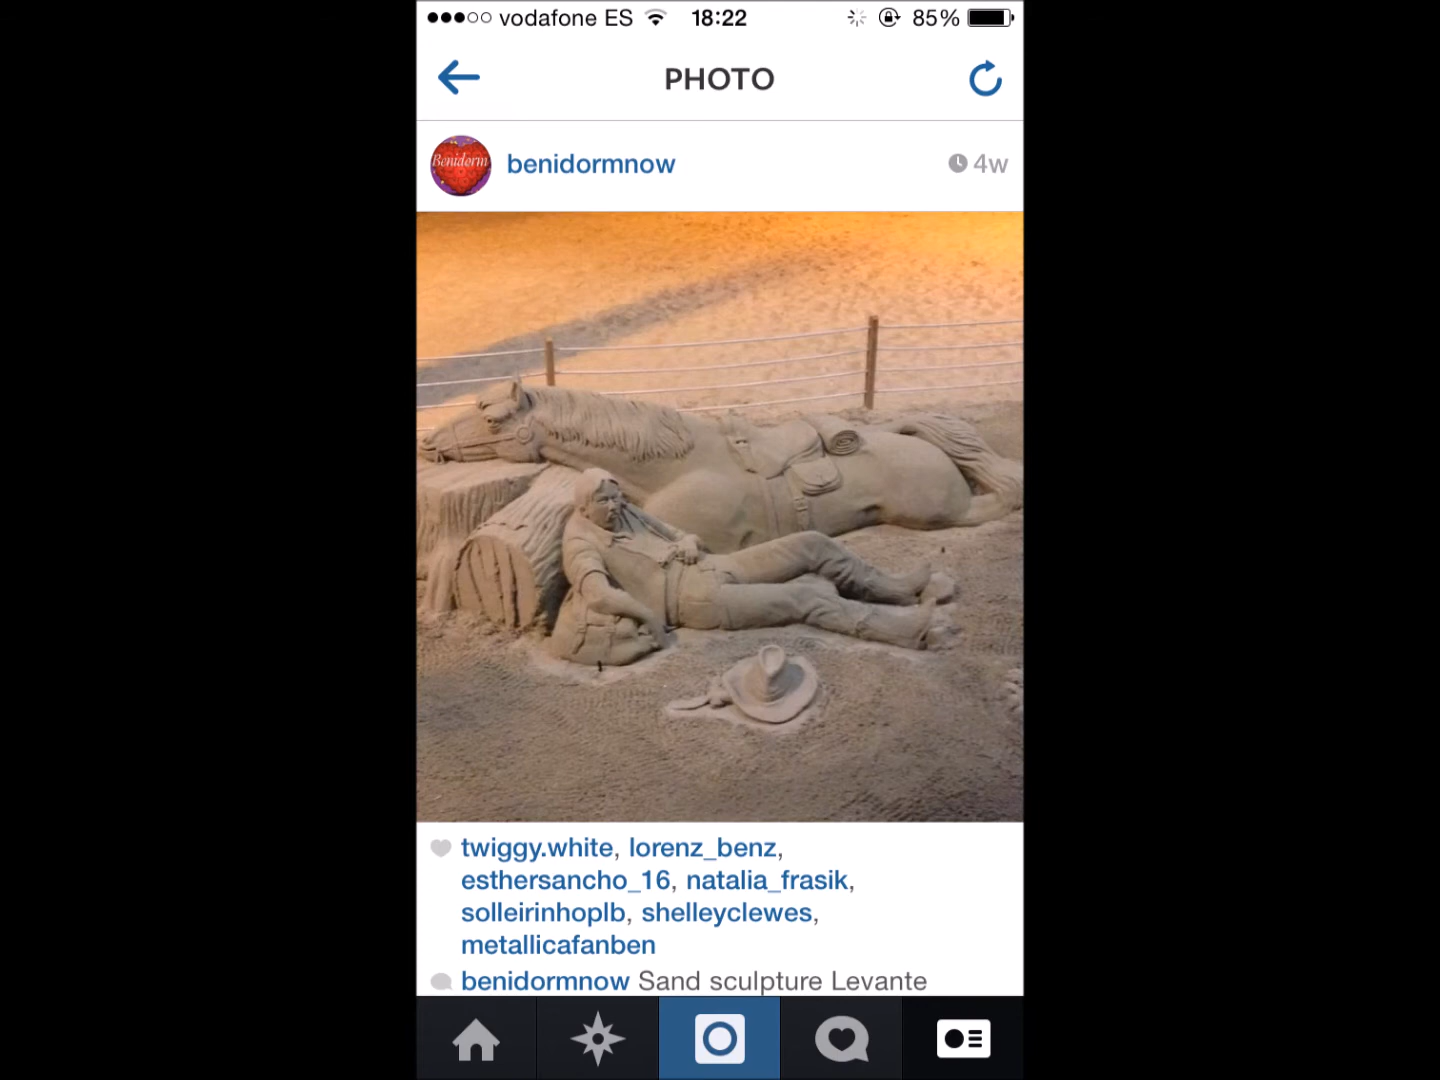 vodafone ES 18:22 85%
PHOTO
Benidorm
benidormnow 4w
twiggy.white, lorenz_benz,
esthersancho_16, natalia_frasik,
solleirinhoplb, shelleyclewes,
metallicafanben
benidormnow Sand sculpture Levante